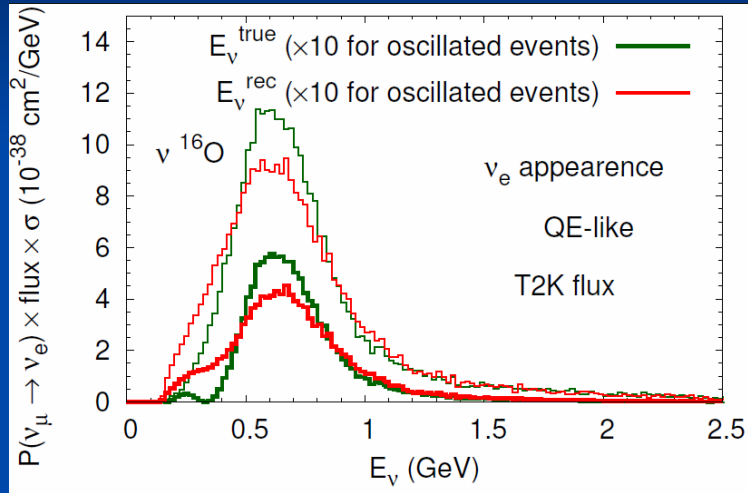 E_ν^true (×10 for oscillated events)
E_ν^rec (×10 for oscillated events)
ν ¹⁶O
ν_e appearence
QE-like
T2K flux
P(ν_μ → ν_e) × flux × σ (10⁻³⁸ cm²/GeV)
14
12
10
8
6
4
2
0
0 0.5 1 1.5 2 2.5
E_ν (GeV)